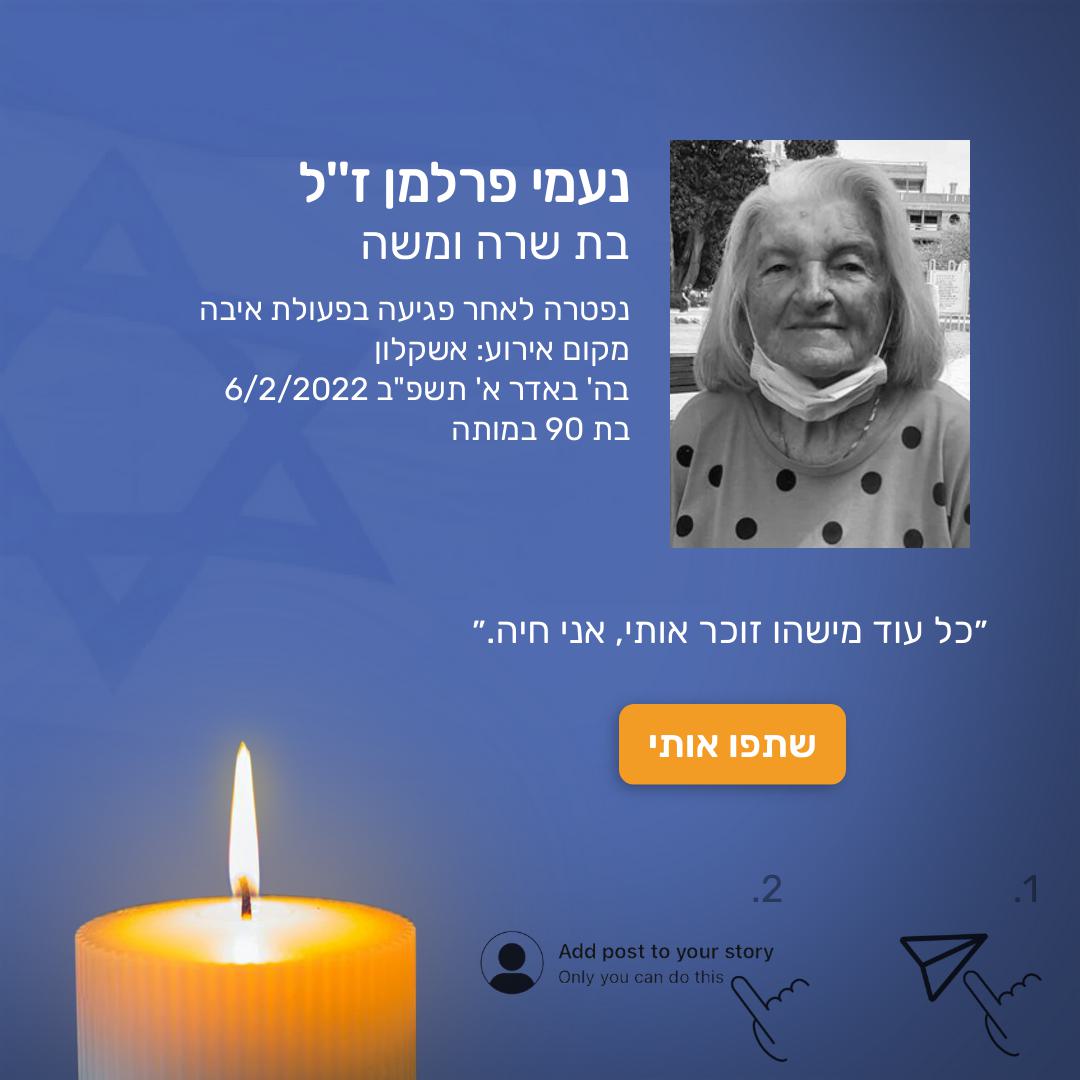 נעמי פרלמן ז"ל
בת שרה ומשה
נפטרה לאחר פגיעה בפעולת איבה
מקום אירוע: אשקלון
בה' באדר א' תשפ"ב 6/2/2022
בת 90 במותה
״כל עוד מישהו זוכר אותי, אני חיה.״
שתפו אותי
1.
2.
Add post to your story
Only you can do this